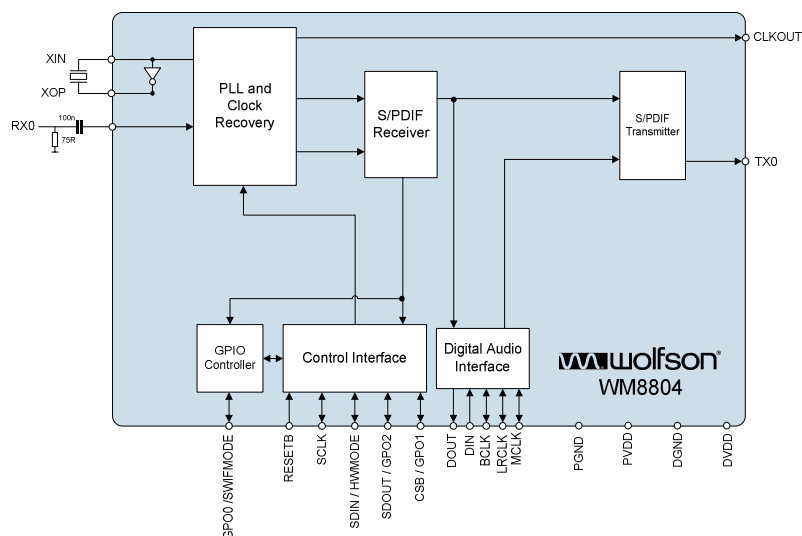 CLKOUT
XIN
XOP
RX0
100n
75R
PLL and
Clock
Recovery
S/PDIF
Receiver
S/PDIF
Transmitter
TX0
GPIO
Controller
Control Interface
Digital Audio
Interface
wolfson®
WM8804
GPO0 /SWIFMODE
RESETB
SCLK
SDIN / HWMODE
SDOUT / GPO2
CSB / GPO1
DOUT
DIN
BCLK
LRCLK
MCLK
PGND
PVDD
DGND
DVDD